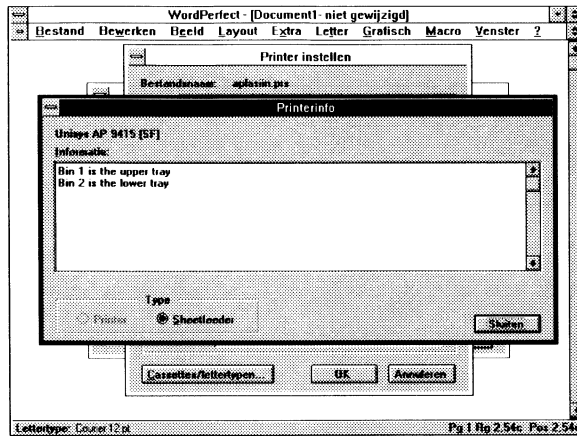 WordPerfect - [Document1 - niet gewijzigd]
Bestand Bewerken Beeld Layout Extra Letter Grafisch Macro Venster ?
Printer instellen
Bestandsnaam:
Printerinfo
Unisys AP 9415 [SF]
Informatie:
Bin 1 is the upper tray
Bin 2 is the lower tray
Type
Printer Sheetfeeder
Sluiten
Cassettes/lettertypen... OK Annuleren
Lettertype: Courier 12 pt Pg 1 Rg 2.54c Pos 2.54